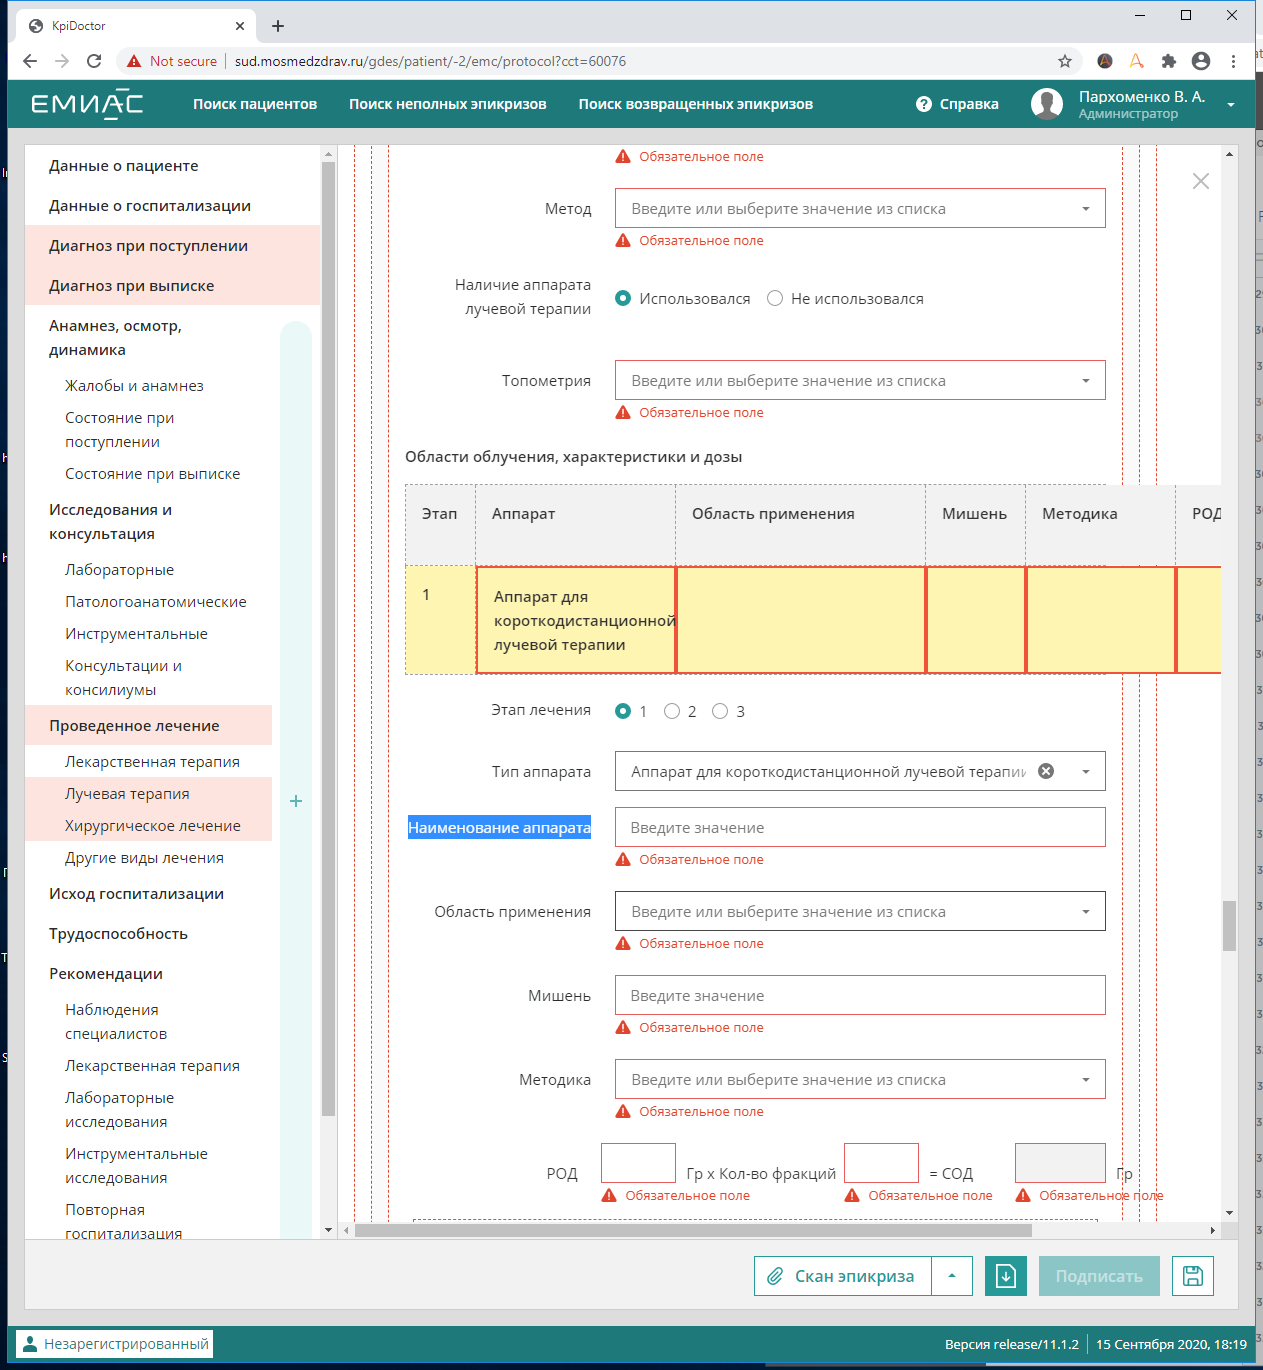 KpiDoctor
Not secure
sud.mosmedzdrav.ru/gdes/patient/-2/emc/protocol?cct=60076
ЕМИАС
Поиск пациентов
Поиск неполных эпикризов
Поиск возвращенных эпикризов
Справка
Пархоменко В. А.
Администратор
Данные о пациенте
Данные о госпитализации
Диагноз при поступлении
Диагноз при выписке
Анамнез, осмотр,
динамика
Жалобы и анамнез
Состояние при
поступлении
Состояние при выписке
Исследования и
консультация
Лабораторные
Патологоанатомические
Инструментальные
Консультации и
консилиумы
Проведенное лечение
Лекарственная терапия
Лучевая терапия
Хирургическое лечение
Другие виды лечения
Исход госпитализации
Трудоспособность
Рекомендации
Наблюдения
специалистов
Лекарственная терапия
Лабораторные
исследования
Инструментальные
исследования
Повторная
госпитализация
Обязательное поле
Метод
Введите или выберите значение из списка
Обязательное поле
Наличие аппарата
лучевой терапии
Использовался
Не использовался
Топометрия
Введите или выберите значение из списка
Обязательное поле
Области облучения, характеристики и дозы
Этап
Аппарат
Область применения
Мишень
Методика
РОД
1
Аппарат для
короткодистанционной
лучевой терапии
Этап лечения
1
2
3
Тип аппарата
Аппарат для короткодистанционной лучевой терапии
Наименование аппарата
Введите значение
Обязательное поле
Область применения
Введите или выберите значение из списка
Обязательное поле
Мишень
Введите значение
Обязательное поле
Методика
Введите или выберите значение из списка
Обязательное поле
РОД
Гр x Кол-во фракций
= СОД
Гр
Обязательное поле
Обязательное поле
Обязательное поле
Скан эпикриза
Подписать
Незарегистрированный
Версия release/11.1.2
15 Сентября 2020, 18:19